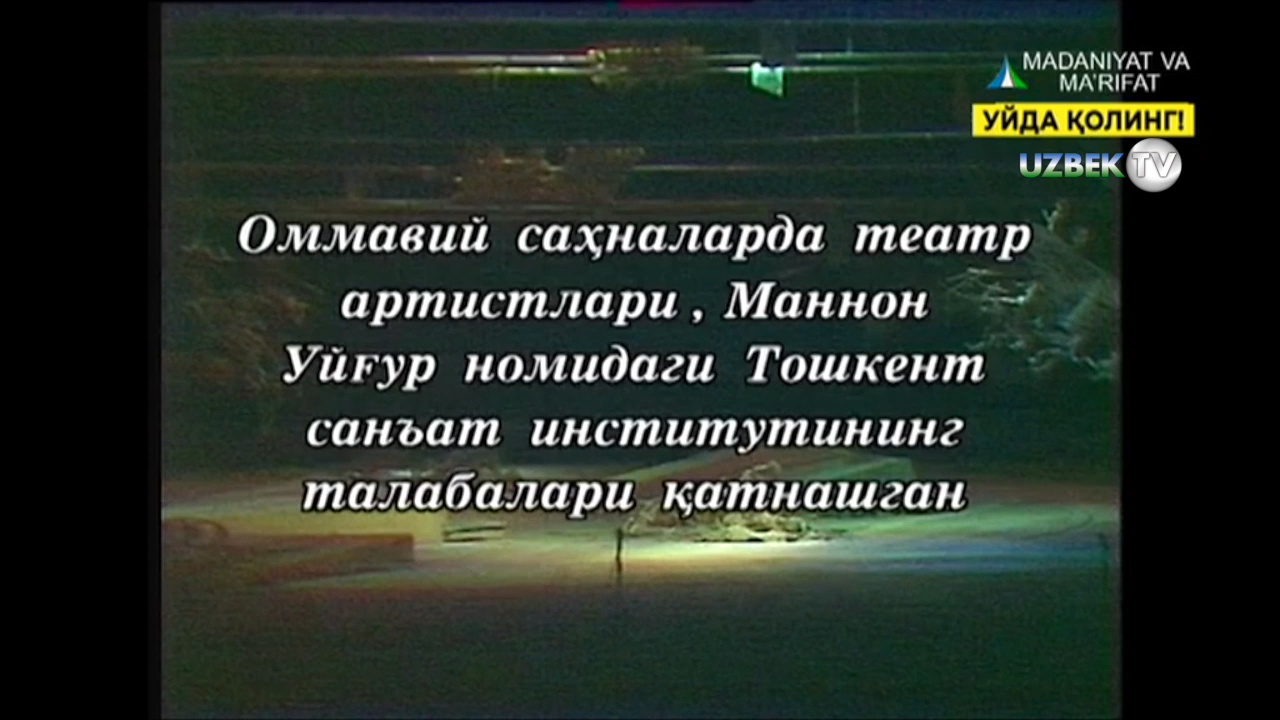 MADANIYAT VA
MA'RIFAT
УЙДА ҚОЛИНГ!
UZBEK TV
Оммавий саҳналарда театр
артистлари , Маннон
Уйғур номидаги Тошкент
санъат институтининг
талабалари қатнашган